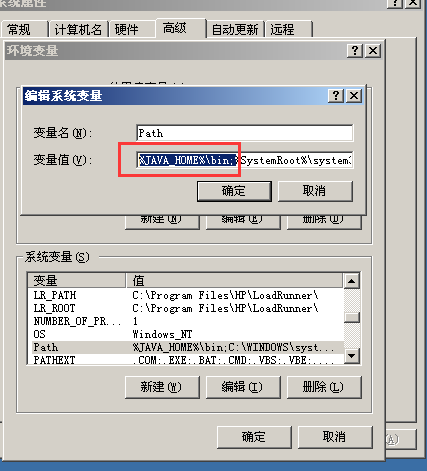 系统属性
常规 计算机名 硬件 高级 自动更新 远程
环境变量
编辑系统变量
变量名(N): Path
变量值(V): %JAVA_HOME%\bin;%SystemRoot%\system3
确定 取消
新建(N) 编辑(E) 删除(D)
系统变量(S)
变量 值
LR_PATH C:\Program Files\HP\LoadRunner\
LR_ROOT C:\Program Files\HP\LoadRunner\
NUMBER_OF_PR... 1
OS Windows_NT
Path %JAVA_HOME%\bin;C:\WINDOWS\syst...
PATHEXT .COM;.EXE;.BAT;.CMD;.VBS;.VBE;....
新建(W) 编辑(I) 删除(L)
(A)
确定 取消